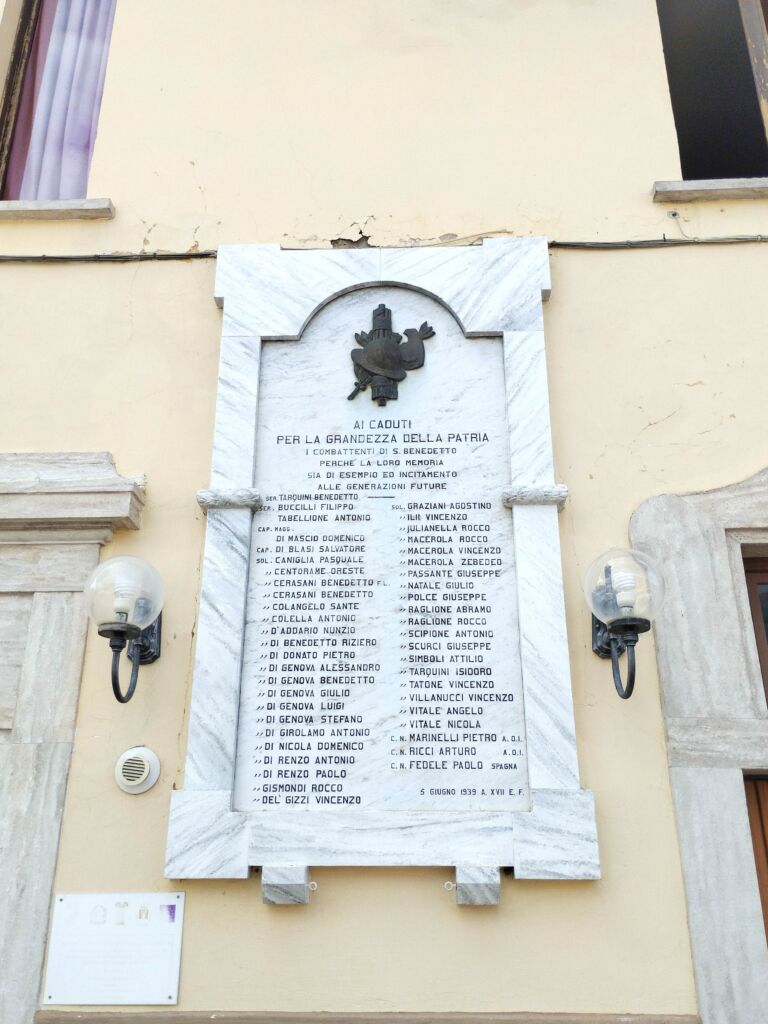 AI CADUTI
PER LA GRANDEZZA DELLA PATRIA
I COMBATTENTI DI S. BENEDETTO
PERCHE LA LORO MEMORIA
SIA DI ESEMPIO ED INCITAMENTO
ALLE GENERAZIONI FUTURE
SER. TARQUINI BENEDETTO
SER. BUCCILLI FILIPPO
TABELLIONE ANTONIO
CAP. MAGG.
DI MASCIO DOMENICO
CAP. DI BLASI SALVATORE
SOL. CANIGLIA PASQUALE
〃 CENTORAME ORESTE
〃 CERASANI BENEDETTO F.L.
〃 CERASANI BENEDETTO
〃 COLANGELO SANTE
〃 COLELLA ANTONIO
〃 D'ADDARIO NUNZIO
〃 DI BENEDETTO RIZIERO
〃 DI DONATO PIETRO
〃 DI GENOVA ALESSANDRO
〃 DI GENOVA BENEDETTO
〃 DI GENOVA GIULIO
〃 DI GENOVA LUIGI
〃 DI GENOVA STEFANO
〃 DI GIROLAMO ANTONIO
〃 DI NICOLA DOMENICO
〃 DI RENZO ANTONIO
〃 DI RENZO PAOLO
〃 GISMONDI ROCCO
〃 DEL' GIZZI VINCENZO
SOL. GRAZIANI AGOSTINO
〃 ILII VINCENZO
〃 JULIANELLA ROCCO
〃 MACEROLA ROCCO
〃 MACEROLA VINCENZO
〃 MACEROLA ZEBEDEO
〃 PASSANTE GIUSEPPE
〃 NATALE GIULIO
〃 POLCE GIUSEPPE
〃 RAGLIONE ABRAMO
〃 RAGLIONE ROCCO
〃 SCIPIONE ANTONIO
〃 SCURCI GIUSEPPE
〃 SIMBOLI ATTILIO
〃 TARQUINI ISIDORO
〃 TATONE VINCENZO
〃 VILLANUCCI VINCENZO
〃 VITALE ANGELO
〃 VITALE NICOLA
C.N. MARINELLI PIETRO A.O.I.
C.N. RICCI ARTURO A.O.I.
C.N. FEDELE PAOLO SPAGNA
5 GIUGNO 1939 A. XVII E.F.